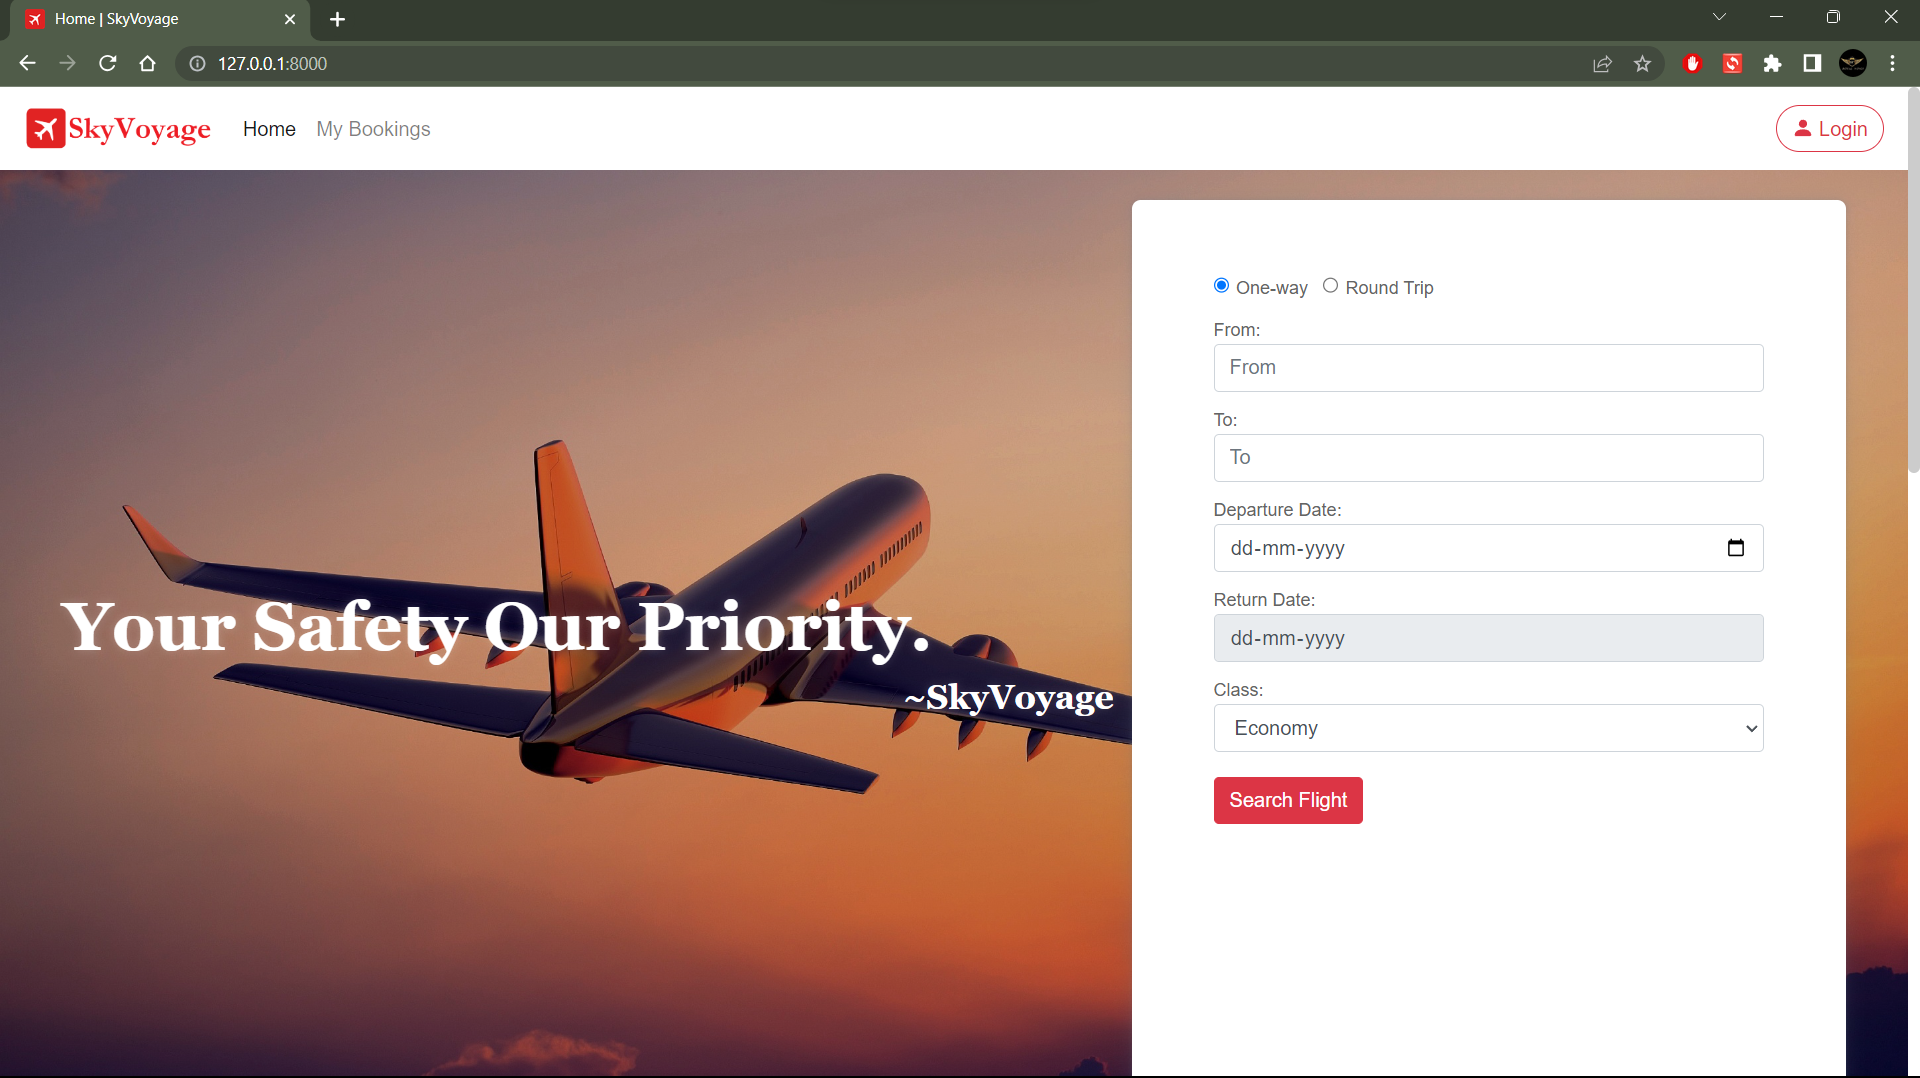 Home | SkyVoyage
127.0.0.1:8000
SkyVoyage
Home
My Bookings
Login
Your Safety Our Priority.
~SkyVoyage
One-way
Round Trip
From:
From
To:
To
Departure Date:
dd-mm-yyyy
Return Date:
dd-mm-yyyy
Class:
Economy
Search Flight